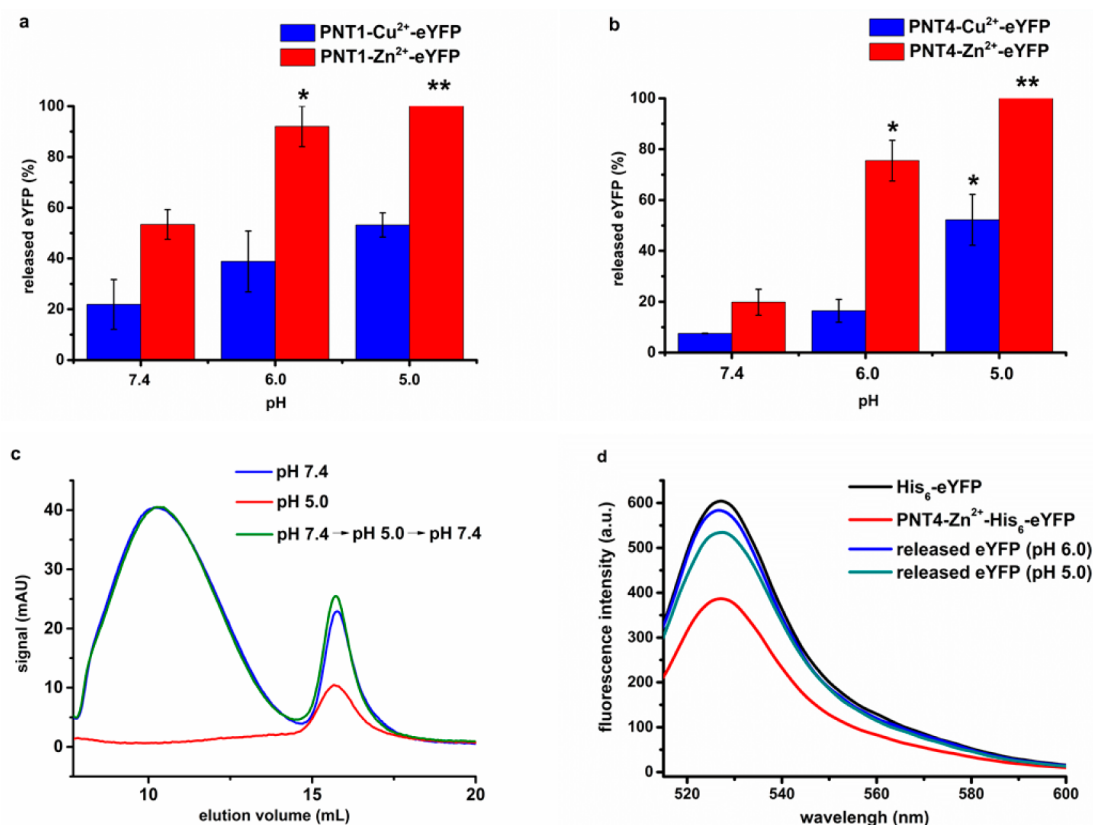 a
PNT1-Cu²⁺-eYFP
PNT1-Zn²⁺-eYFP
released eYFP (%)
100
80
60
40
20
0
*
**
7.4
6.0
5.0
pH
b
PNT4-Cu²⁺-eYFP
PNT4-Zn²⁺-eYFP
released eYFP (%)
100
80
60
40
20
0
*
*
**
7.4
6.0
5.0
pH
c
pH 7.4
pH 5.0
pH 7.4 → pH 5.0 → pH 7.4
signal (mAU)
40
30
20
10
0
10
15
20
elution volume (mL)
d
His₆-eYFP
PNT4-Zn²⁺-His₆-eYFP
released eYFP (pH 6.0)
released eYFP (pH 5.0)
fluorescence intensity (a.u.)
600
500
400
300
200
100
0
520
540
560
580
600
wavelengh (nm)